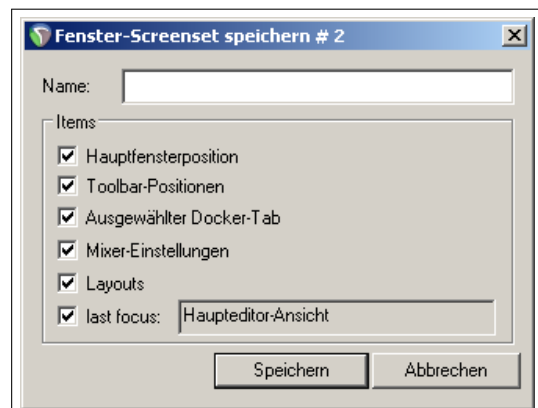 Fenster-Screenset speichern # 2
Name:
Items
Hauptfensterposition
Toolbar-Positionen
Ausgewählter Docker-Tab
Mixer-Einstellungen
Layouts
last focus: Haupteditor-Ansicht
Speichern Abbrechen